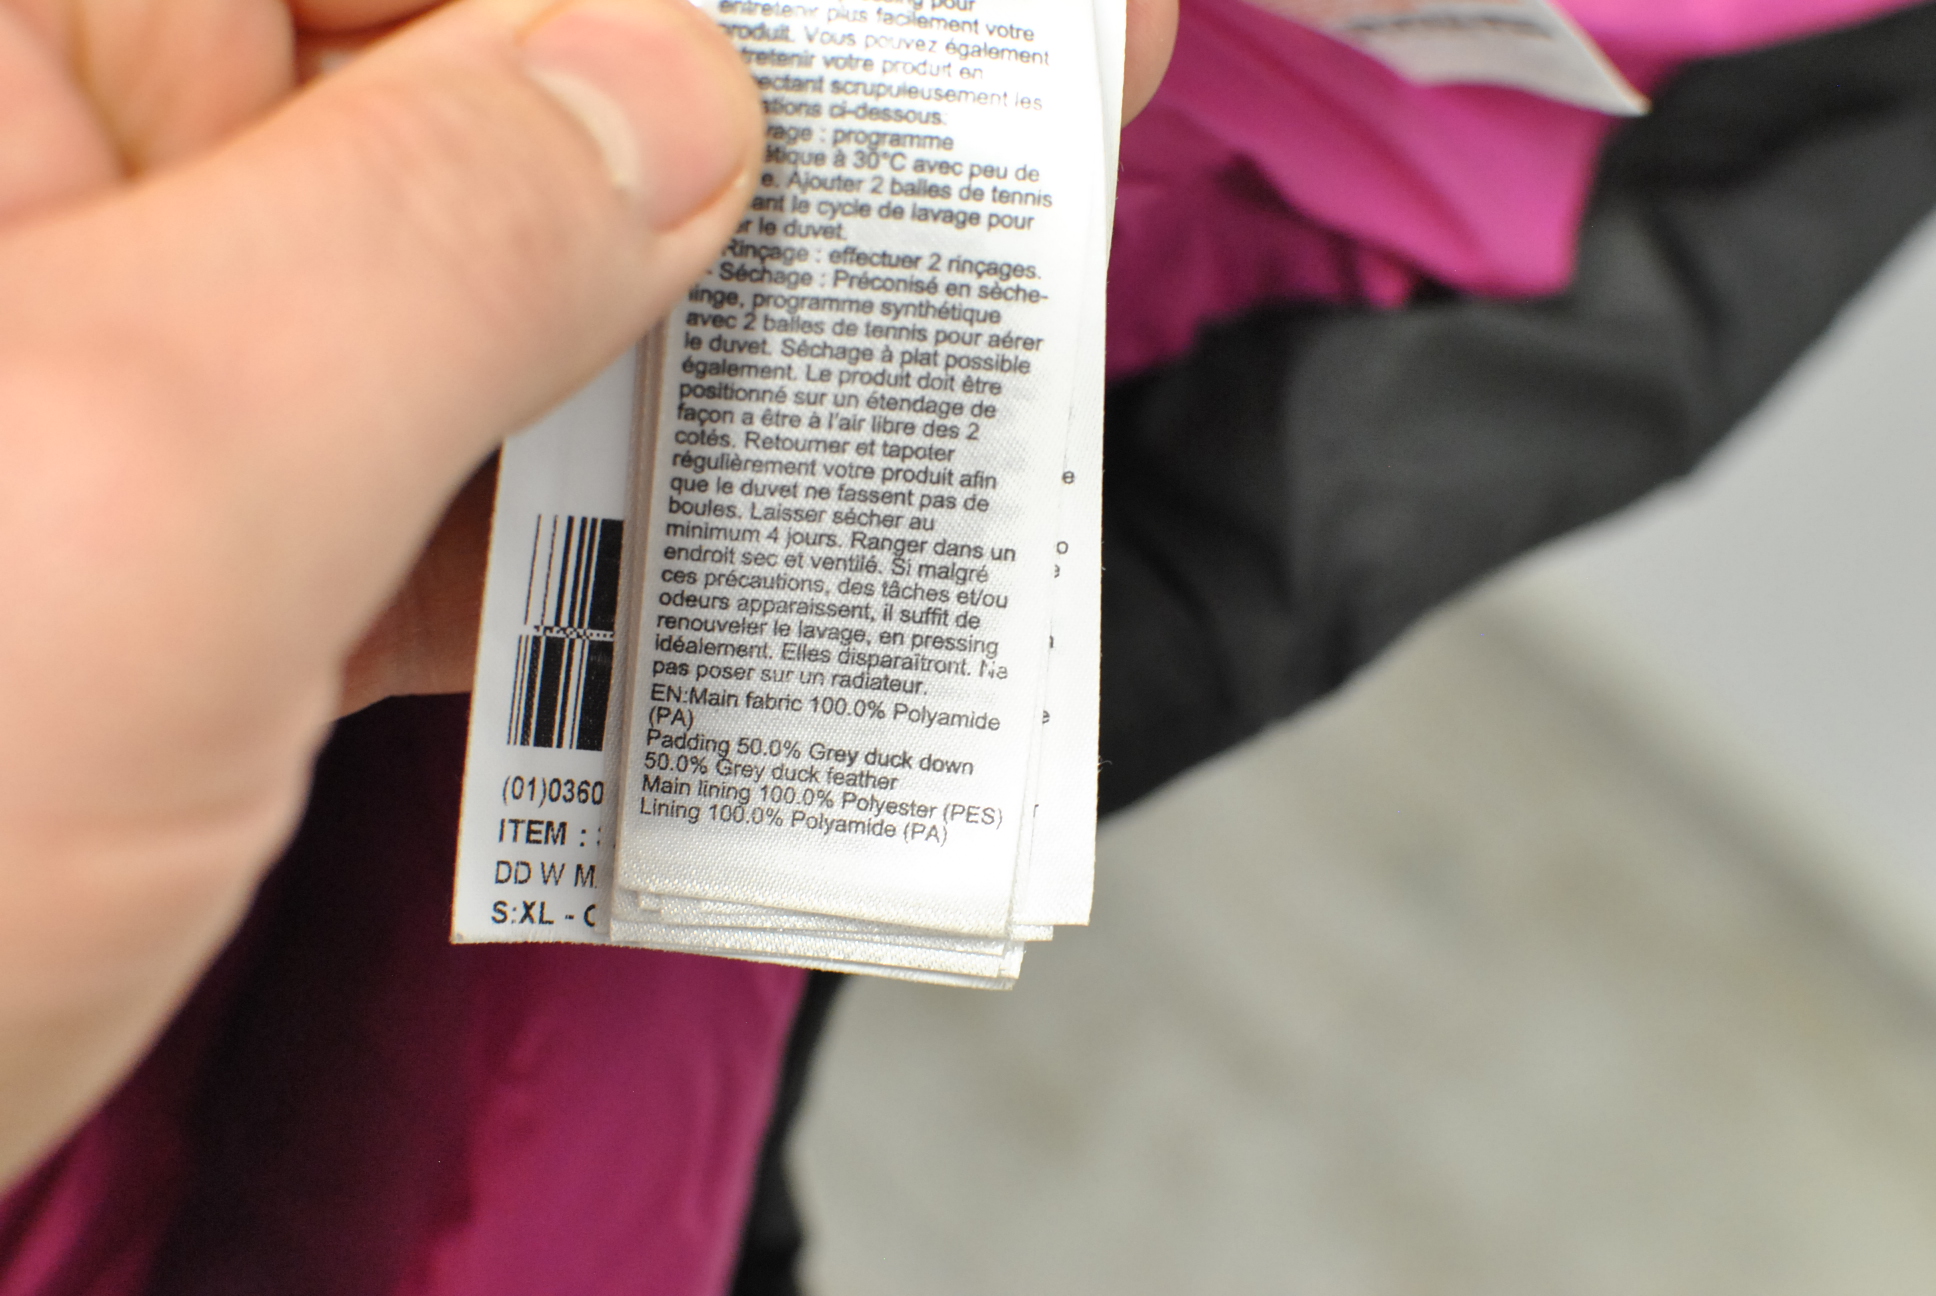 pour
entretenir plus facilement votre
produit. Vous pouvez également
retenir votre produit en
ectant scrupuleusement les
ations ci-dessous:
age : programme
étique à 30°C avec peu de
e. Ajouter 2 balles de tennis
ant le cycle de lavage pour
er le duvet.
Rinçage : effectuer 2 rinçages.
- Séchage : Préconisé en sèche-
linge, programme synthétique
avec 2 balles de tennis pour aérer
le duvet. Séchage à plat possible
également. Le produit doit être
positionné sur un étendage de
façon a être à l'air libre des 2
cotés. Retourner et tapoter
régulièrement votre produit afin
que le duvet ne fassent pas de
boules. Laisser sécher au
minimum 4 jours. Ranger dans un
endroit sec et ventilé. Si malgré
ces précautions, des tâches et/ou
odeurs apparaissent, il suffit de
renouveler le lavage, en pressing
idéalement. Elles disparaîtront. Ne
pas poser sur un radiateur.
EN:Main fabric 100.0% Polyamide
(PA)
Padding 50.0% Grey duck down
50.0% Grey duck feather
Main lining 100.0% Polyester (PES)
Lining 100.0% Polyamide (PA)
(01)0360
ITEM :
DD W M
S:XL - C